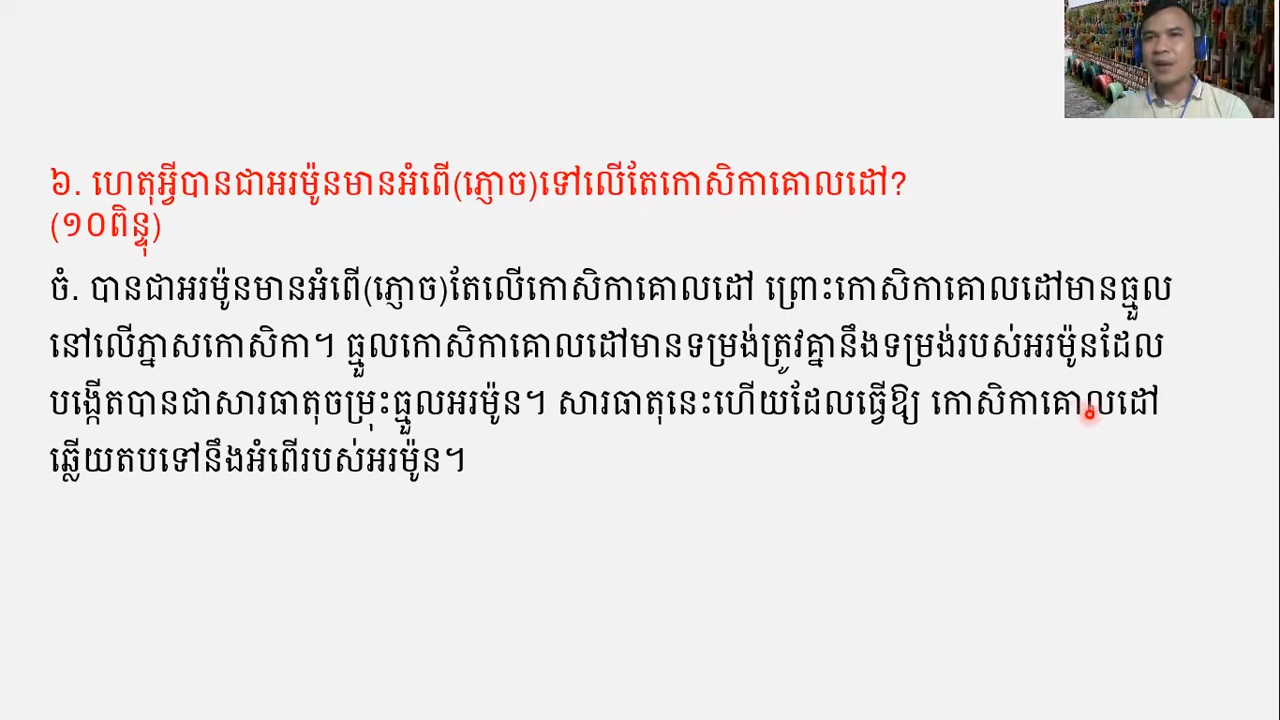 ៦. ហេតុអ្វីបានជាអរម៉ូនមានអំពើ(ភ្ញោច)ទៅលើតែកោសិកាគោលដៅ?
(១០ពិន្ទុ)
ចំ. បានជាអរម៉ូនមានអំពើ(ភ្ញោច)តែលើកោសិកាគោលដៅ ព្រោះកោសិកាគោលដៅមានធ្មួល
នៅលើភ្នាសកោសិកា។ ធ្មួលកោសិកាគោលដៅមានទម្រង់ត្រូវគ្នានឹងទម្រង់របស់អរម៉ូនដែល
បង្កើតបានជាសារធាតុចម្រុះធ្មួលអរម៉ូន។ សារធាតុនេះហើយដែលធ្វើឱ្យ កោសិកាគោលដៅ
ឆ្លើយតបទៅនឹងអំពើរបស់អរម៉ូន។